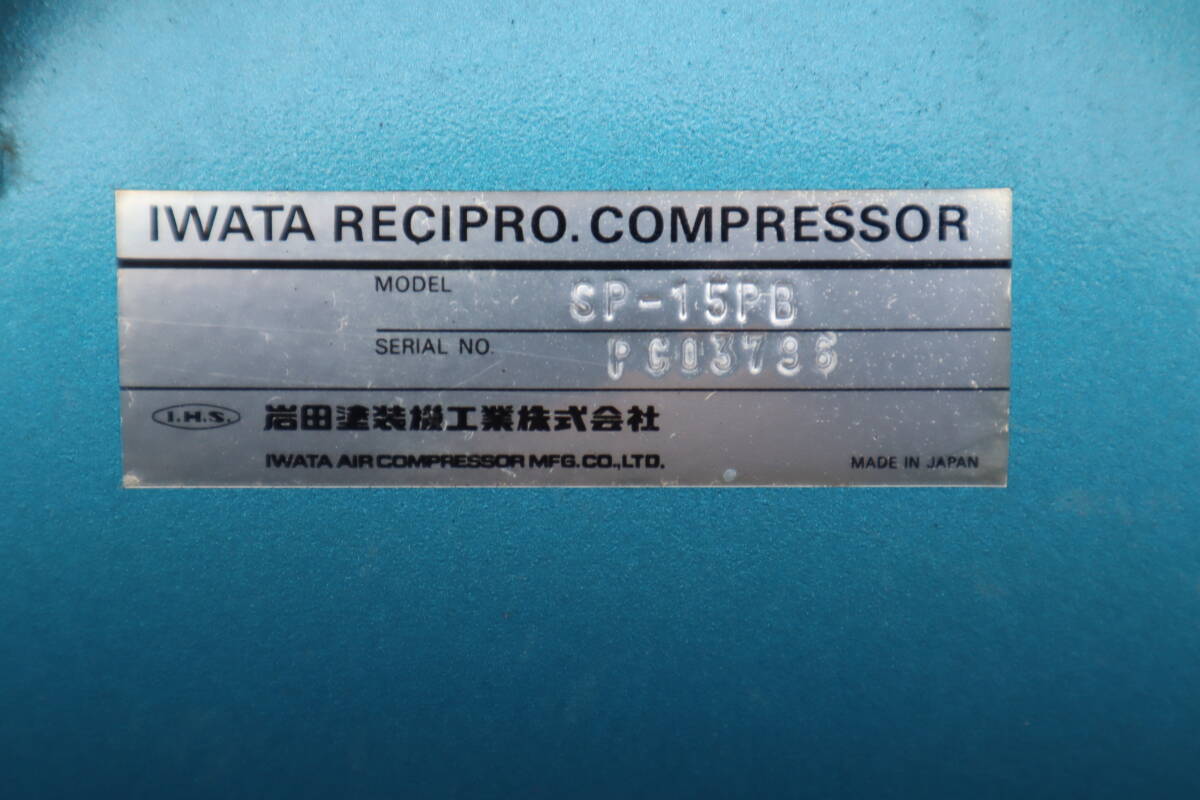 IWATA RECIPRO. COMPRESSOR
MODEL SP-15PB
SERIAL NO. PC03796
I.H.S. 岩田塗装機工業株式会社
IWATA AIR COMPRESSOR MFG.CO.,LTD. MADE IN JAPAN